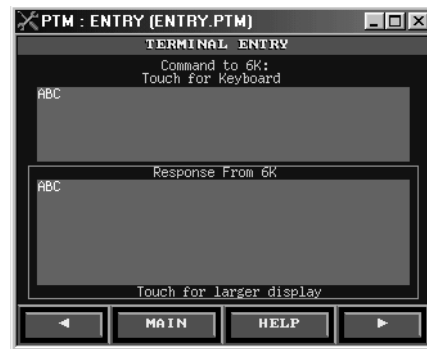 PTM : ENTRY (ENTRY.PTM)
TERMINAL ENTRY
Command to 6K:
Touch for Keyboard
ABC
Response From 6K
ABC
Touch for larger display
MAIN HELP